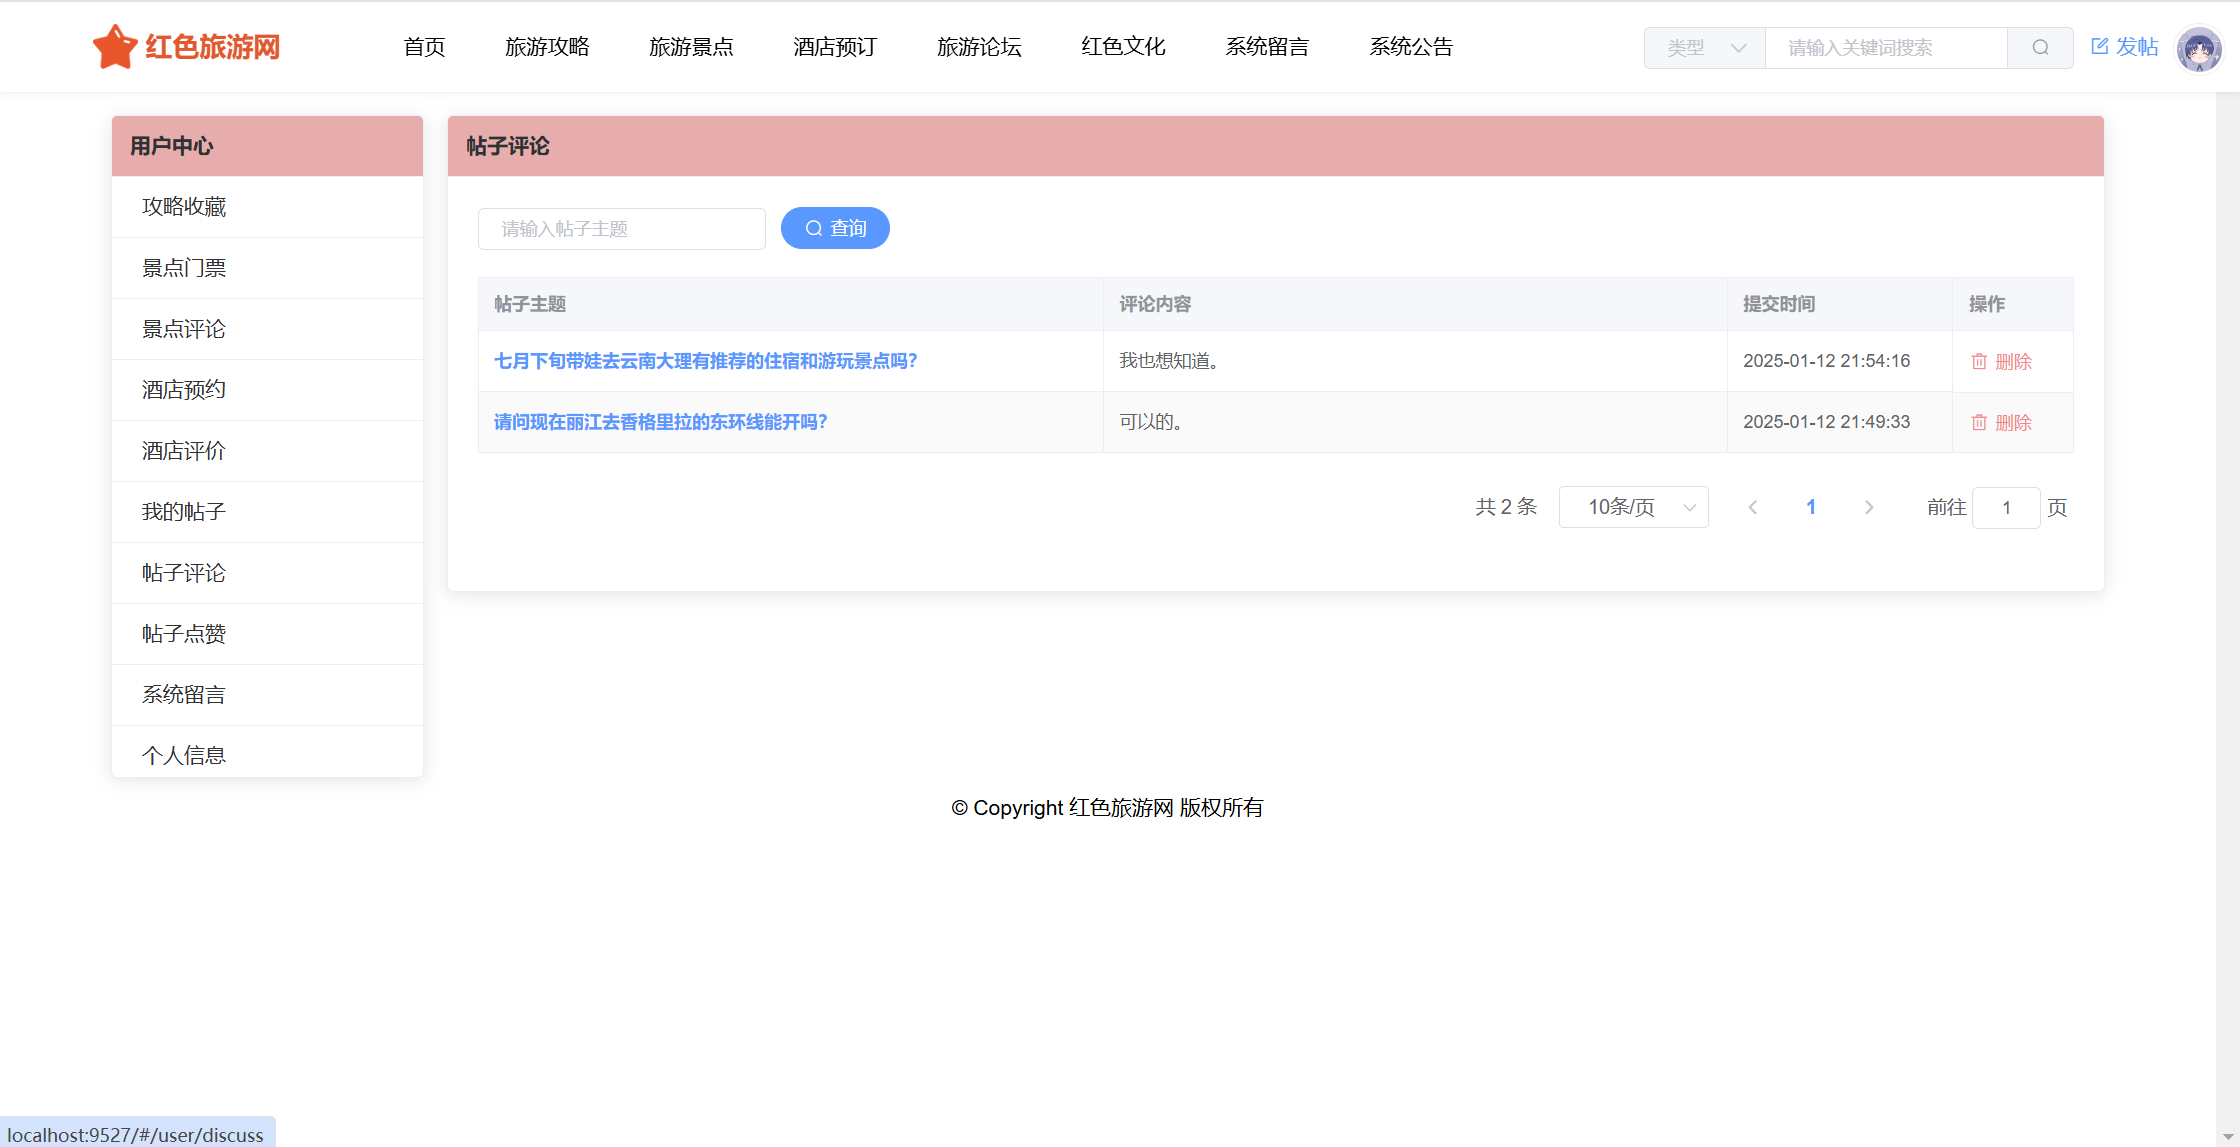 红色旅游网 首页 旅游攻略 旅游景点 酒店预订 旅游论坛 红色文化 系统留言 系统公告 类型 请输入关键词搜索 发帖
用户中心
攻略收藏
景点门票
景点评论
酒店预约
酒店评价
我的帖子
帖子评论
帖子点赞
系统留言
个人信息
帖子评论
请输入帖子主题 查询
帖子主题 评论内容 提交时间 操作
七月下旬带娃去云南大理有推荐的住宿和游玩景点吗? 我也想知道。 2025-01-12 21:54:16 删除
请问现在丽江去香格里拉的东环线能开吗? 可以的。 2025-01-12 21:49:33 删除
共 2 条 10条/页 1 前往 1 页
© Copyright 红色旅游网 版权所有
localhost:9527/#/user/discuss